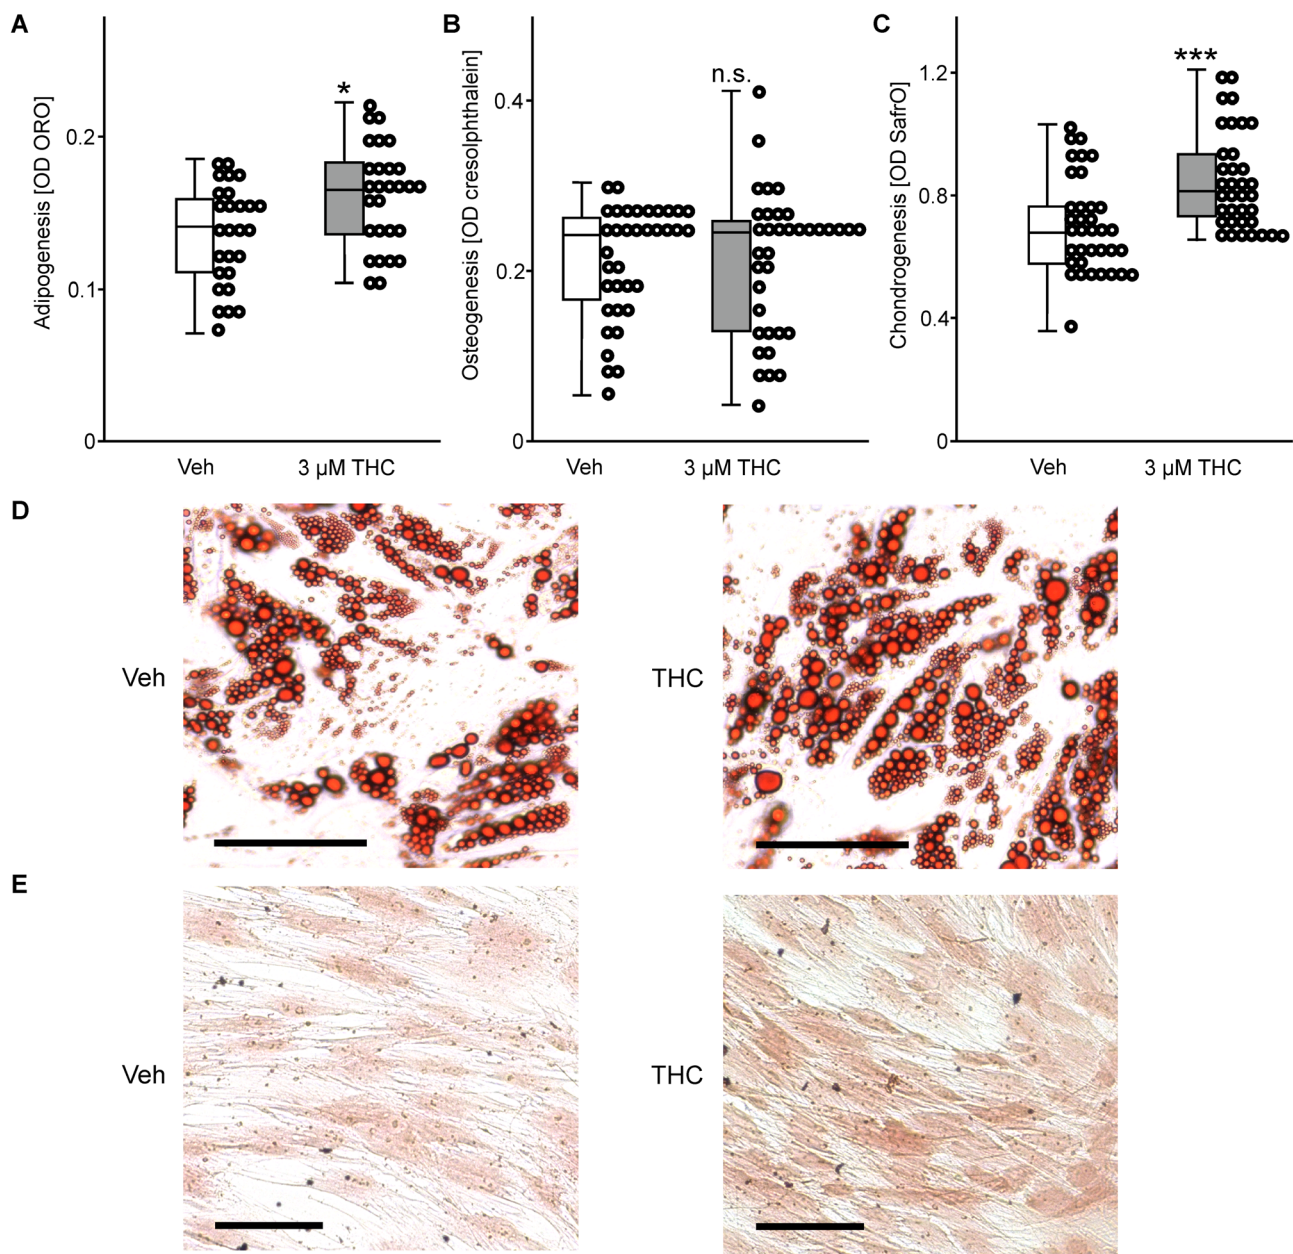 A
Adipogenesis [OD ORO]
0.2
0.1
0
*
Veh
3 µM THC
B
Osteogenesis [OD cresolphthalein]
0.4
0.2
0
n.s.
Veh
3 µM THC
C
Chondrogenesis [OD SafrO]
1.2
0.8
0.4
0
***
Veh
3 µM THC
D
Veh
THC
E
Veh
THC